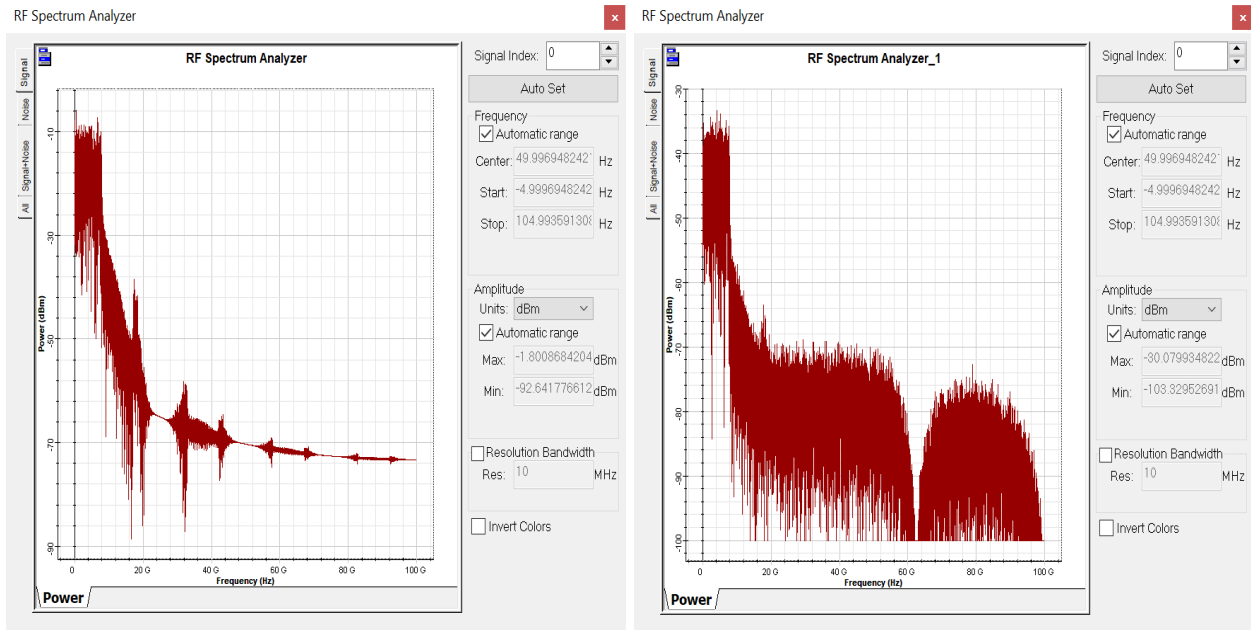 RF Spectrum Analyzer
x
RF Spectrum Analyzer
Signal
Noise
Signal+Noise
All
Power (dBm)
-10
-30
-50
-70
-90
0
20 G
40 G
60 G
80 G
100 G
Frequency (Hz)
Power
Signal Index: 0
Auto Set
Frequency
Automatic range
Center: 49.996948242 Hz
Start: -4.9996948242 Hz
Stop: 104.993591308 Hz
Amplitude
Units: dBm
Automatic range
Max: -1.8008684204 dBm
Min: -92.641776612 dBm
Resolution Bandwidth
Res: 10 MHz
Invert Colors
RF Spectrum Analyzer
x
RF Spectrum Analyzer_1
Signal
Noise
Signal+Noise
All
Power (dBm)
-30
-40
-50
-60
-70
-80
-90
-100
0
20 G
40 G
60 G
80 G
100 G
Frequency (Hz)
Power
Signal Index: 0
Auto Set
Frequency
Automatic range
Center: 49.996948242 Hz
Start: -4.9996948242 Hz
Stop: 104.993591308 Hz
Amplitude
Units: dBm
Automatic range
Max: -30.079934822 dBm
Min: -103.32952691 dBm
Resolution Bandwidth
Res: 10 MHz
Invert Colors